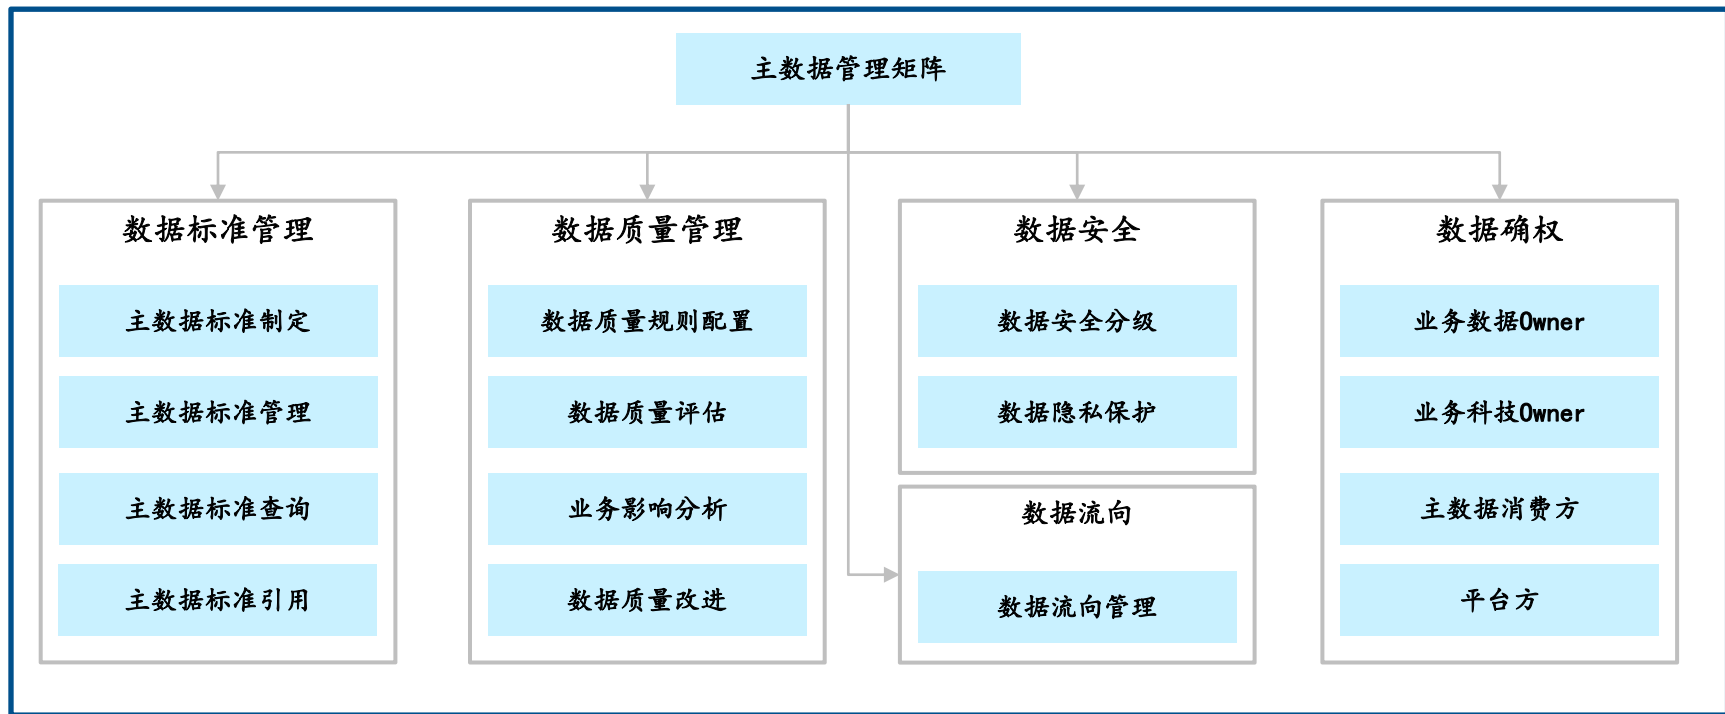 主数据管理矩阵
数据标准管理
主数据标准制定
主数据标准管理
主数据标准查询
主数据标准引用
数据质量管理
数据质量规则配置
数据质量评估
业务影响分析
数据质量改进
数据安全
数据安全分级
数据隐私保护
数据流向
数据流向管理
数据确权
业务数据Owner
业务科技Owner
主数据消费方
平台方